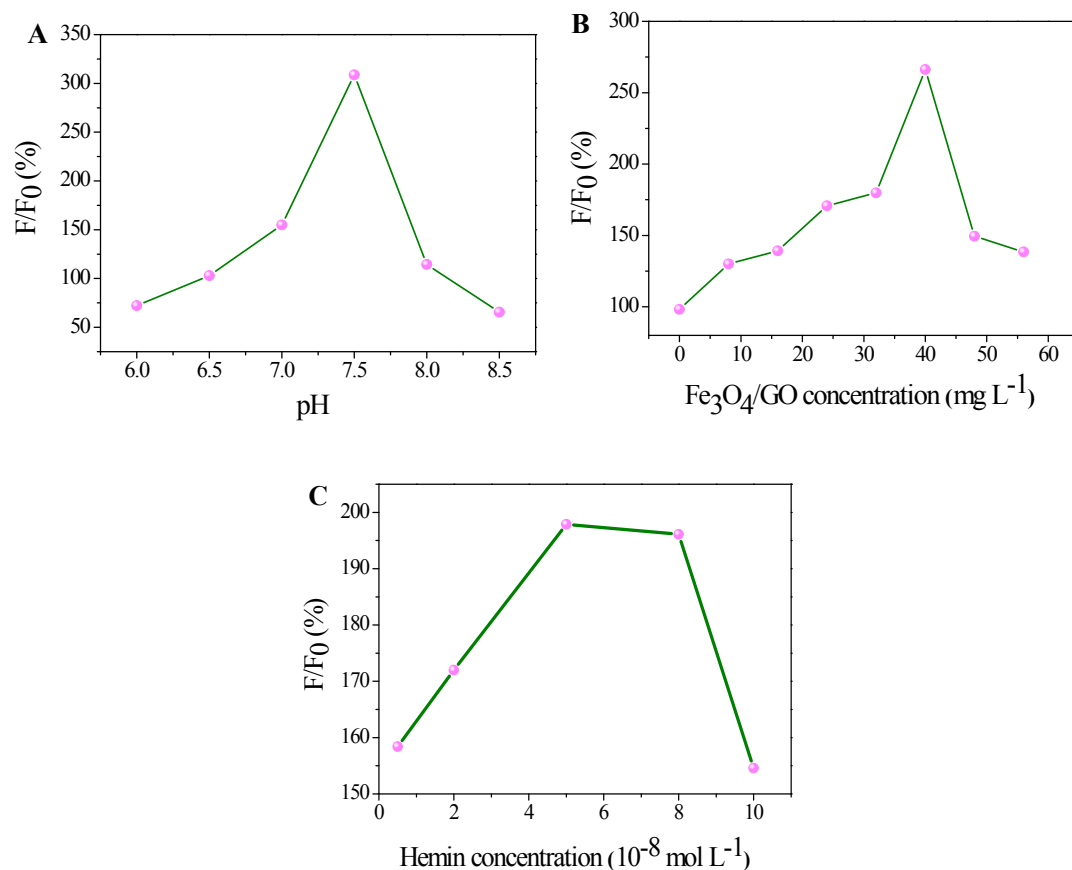 A
350
300
250
200
150
100
50
F/F0 (%)
6.0 6.5 7.0 7.5 8.0 8.5
pH
B
300
250
200
150
100
F/F0 (%)
0 10 20 30 40 50 60
Fe3O4/GO concentration (mg L-1)
C
200
190
180
170
160
150
F/F0 (%)
0 2 4 6 8 10
Hemin concentration (10-8 mol L-1)